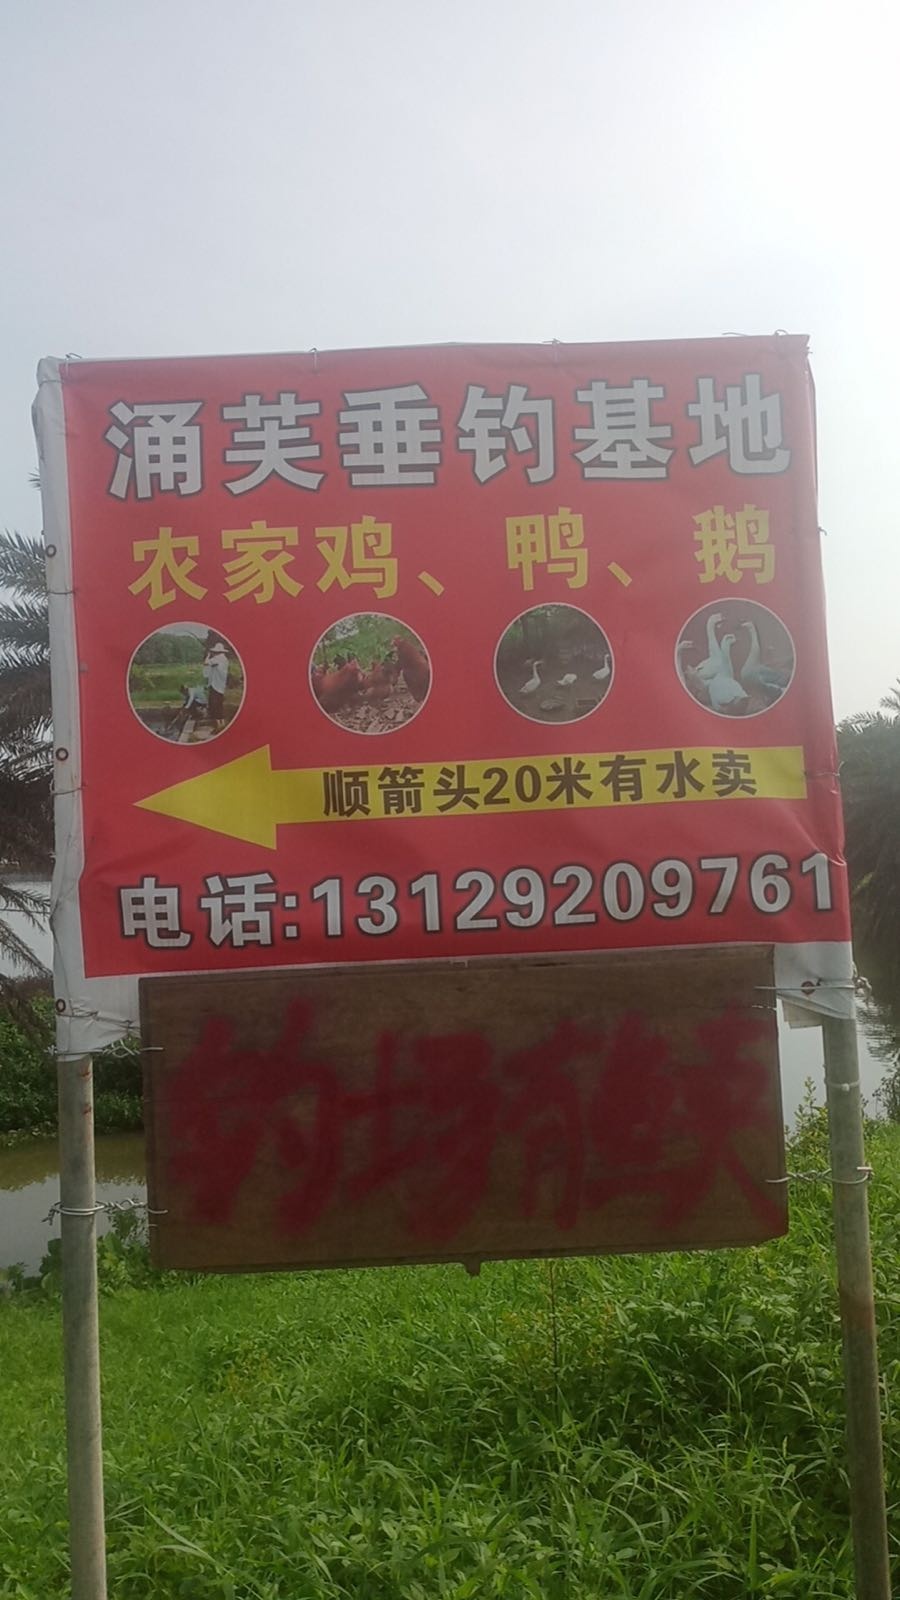 涌芙垂钓基地
农家鸡、鸭、鹅
顺箭头20米有水卖
电话:13129209761
钓场有鱼卖